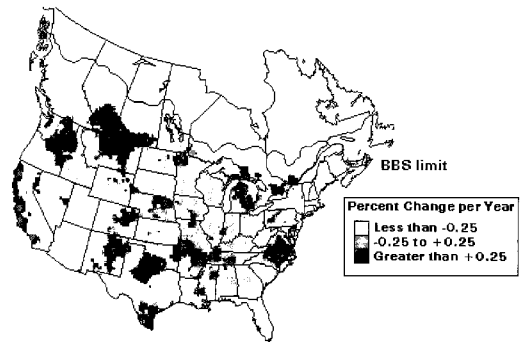 BBS limit
Percent Change per Year
Less than -0.25
-0.25 to +0.25
Greater than +0.25